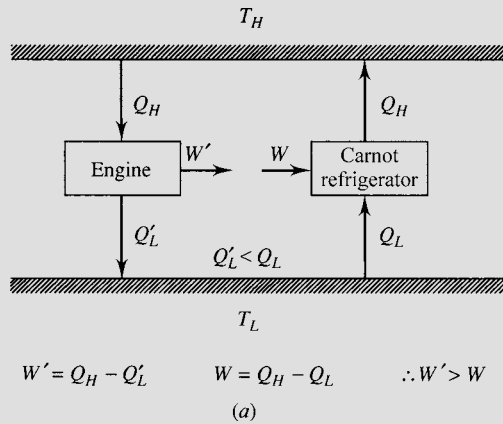 T_H
Q_H
Q_H
W′
W
Engine
Carnot
refrigerator
Q′_L
Q_L
Q′_L < Q_L
T_L
W′ = Q_H − Q′_L
W = Q_H − Q_L
∴ W′ > W
(a)